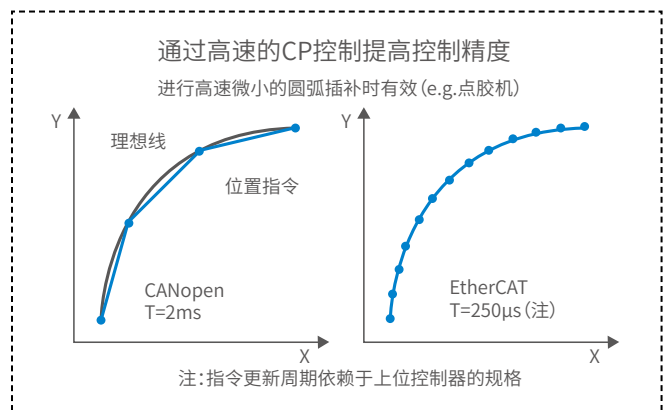 通过高速的CP控制提高控制精度
进行高速微小的圆弧插补时有效(e.g.点胶机)
Y
理想线
位置指令
CANopen
T=2ms
X
Y
EtherCAT
T=250μs(注)
X
注:指令更新周期依赖于上位控制器的规格